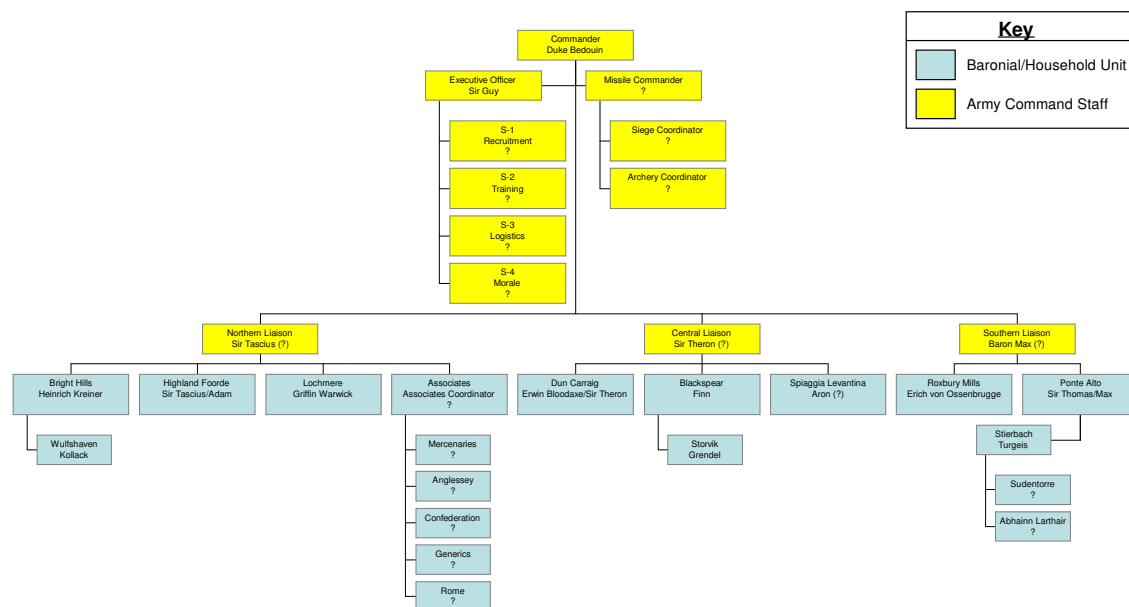 Key
Baronial/Household Unit
Army Command Staff
Commander
Duke Bedouin
Executive Officer
Sir Guy
Missile Commander
?
S-1
Recruitment
?
S-2
Training
?
S-3
Logistics
?
S-4
Morale
?
Siege Coordinator
?
Archery Coordinator
?
Northern Liaison
Sir Tascius (?)
Central Liaison
Sir Theron (?)
Southern Liaison
Baron Max (?)
Bright Hills
Heinrich Kreiner
Highland Foorde
Sir Tascius/Adam
Lochmere
Griffin Warwick
Associates
Associates Coordinator
?
Dun Carraig
Erwin Bloodaxe/Sir Theron
Blackspear
Finn
Spiaggia Levantina
Aron (?)
Roxbury Mills
Erich von Ossenbrugge
Ponte Alto
Sir Thomas/Max
Wulfshaven
Kollack
Mercenaries
?
Anglessey
?
Confederation
?
Generics
?
Rome
?
Storvik
Grendel
Stierbach
Turgeis
Sudentorre
?
Abhainn Larthair
?